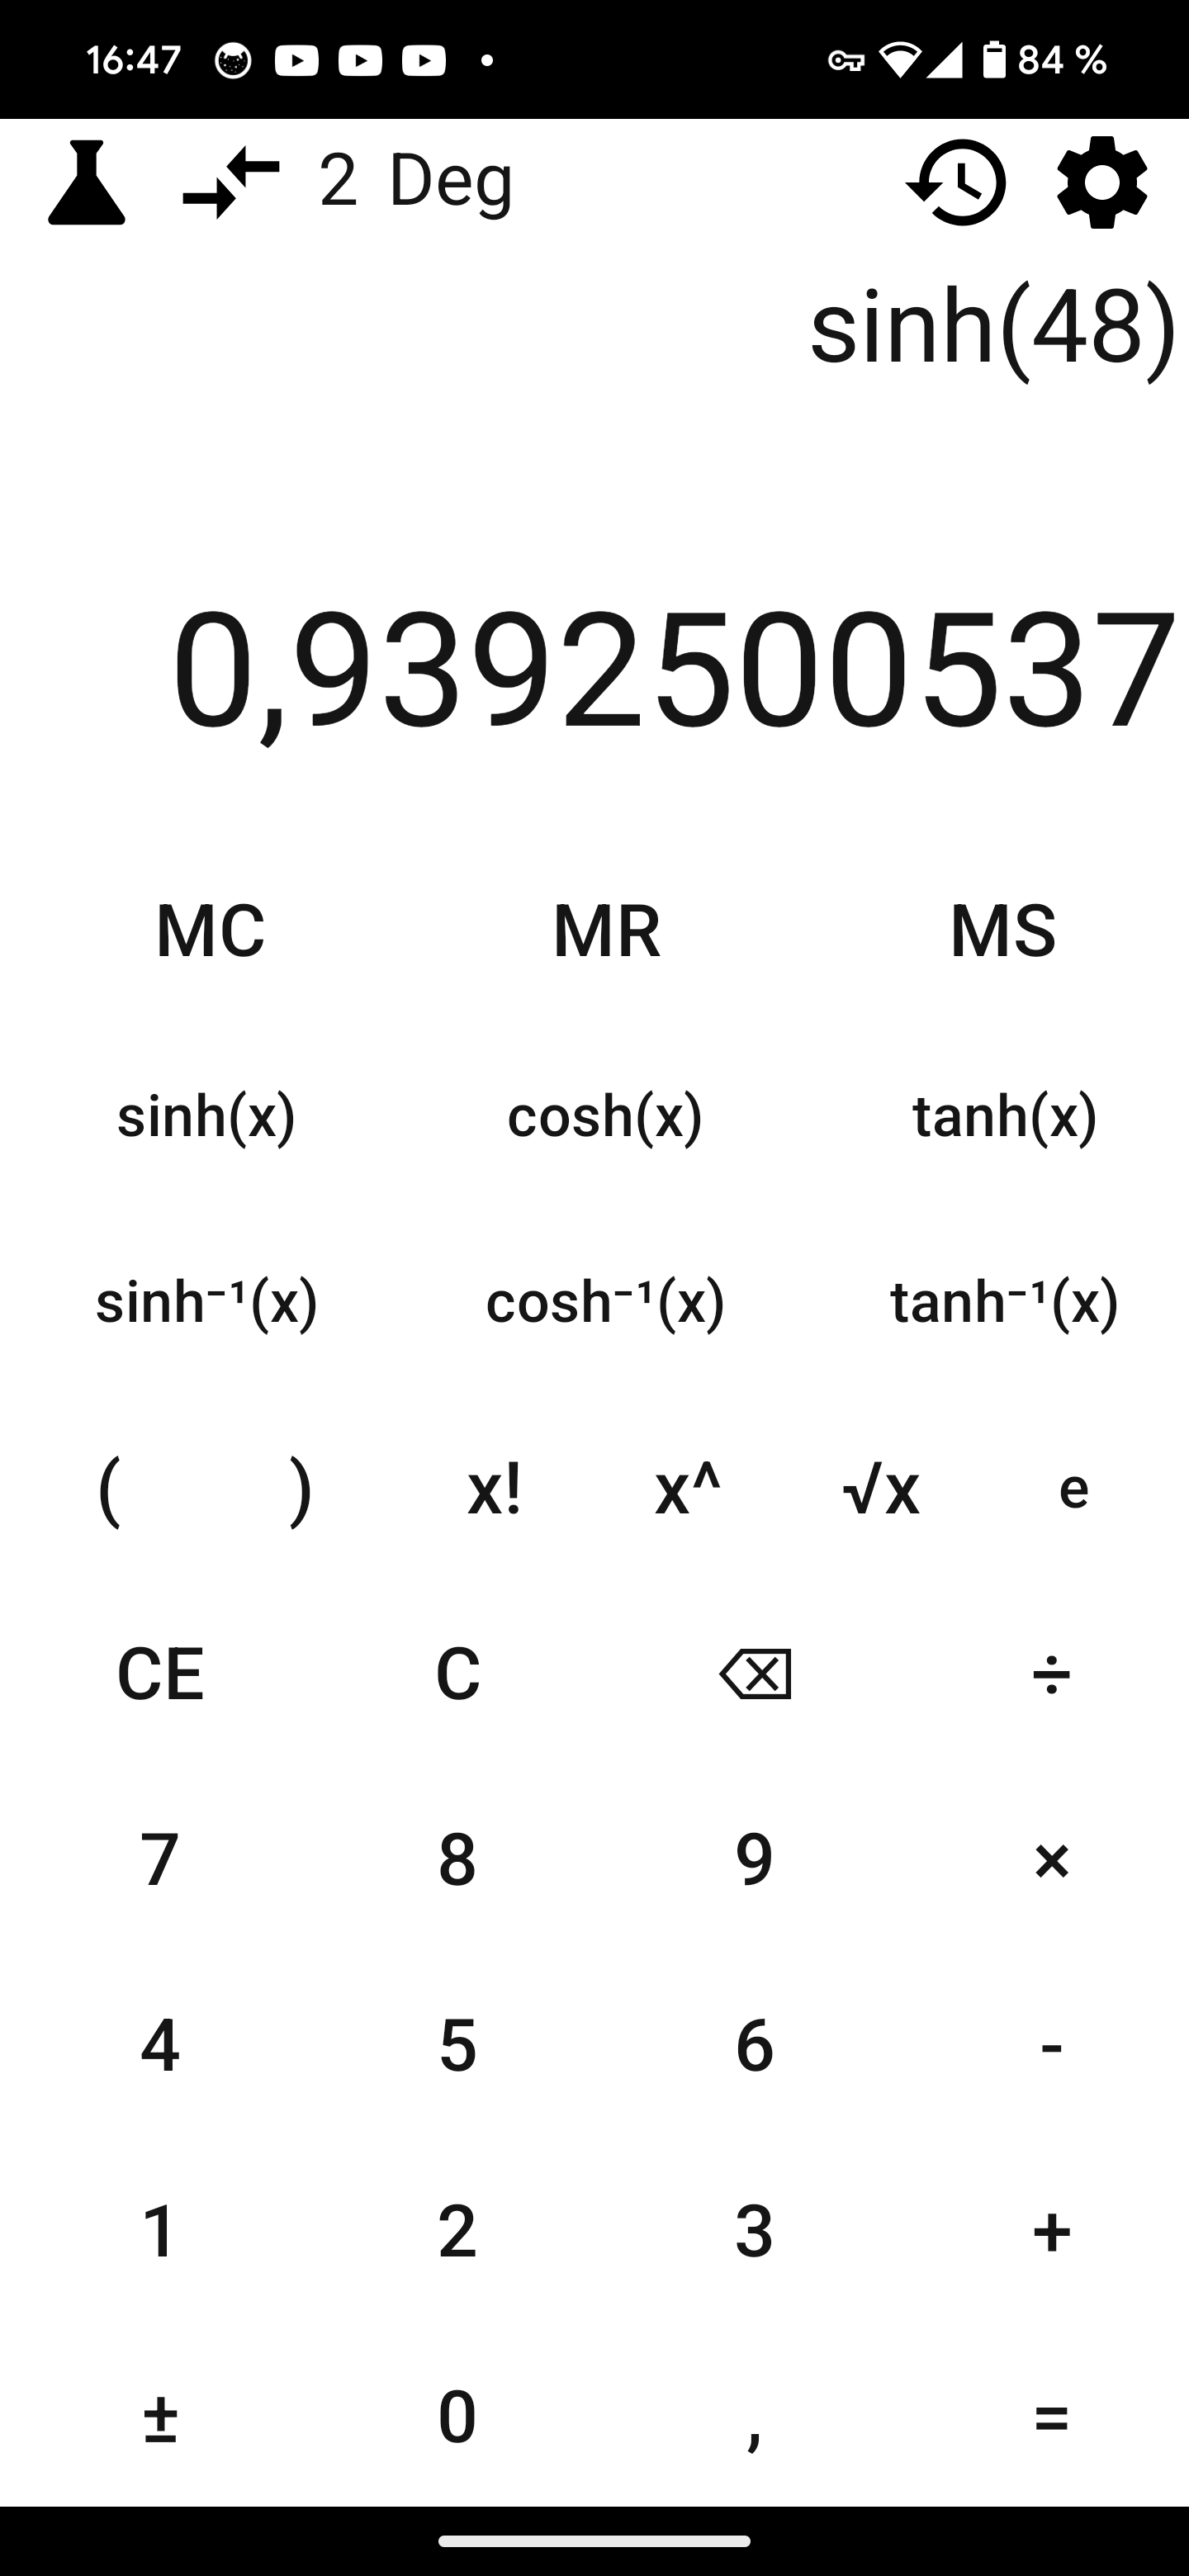 16:47 84 %
2 Deg
sinh(48)
0,9392500537
MC MR MS
sinh(x) cosh(x) tanh(x)
sinh⁻¹(x) cosh⁻¹(x) tanh⁻¹(x)
( ) x! x^ √x e
CE C ÷
7 8 9 ×
4 5 6 -
1 2 3 +
± 0 , =